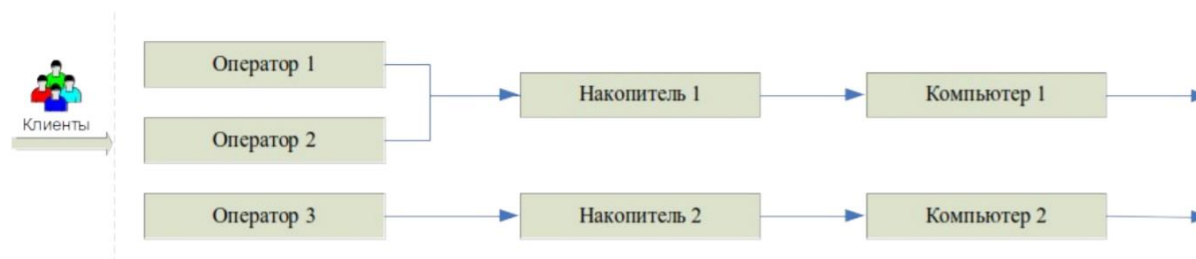 Оператор 1
Накопитель 1
Компьютер 1
Клиенты
Оператор 2
Оператор 3
Накопитель 2
Компьютер 2